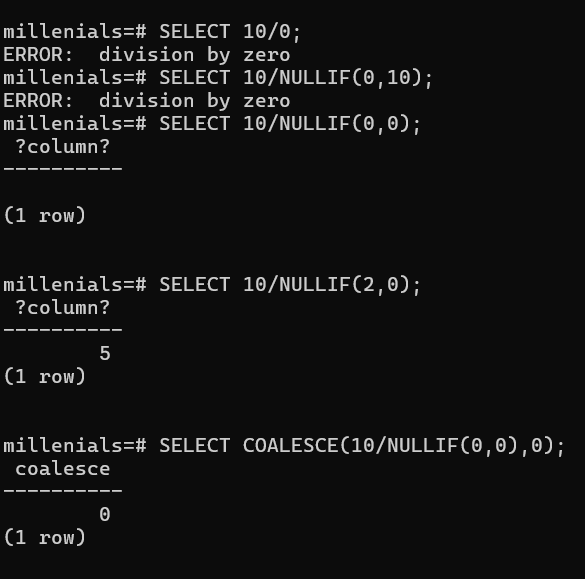 millenials=# SELECT 10/0;
ERROR:  division by zero
millenials=# SELECT 10/NULLIF(0,10);
ERROR:  division by zero
millenials=# SELECT 10/NULLIF(0,0);
 ?column?
----------

(1 row)


millenials=# SELECT 10/NULLIF(2,0);
 ?column?
----------
        5
(1 row)


millenials=# SELECT COALESCE(10/NULLIF(0,0),0);
 coalesce
----------
        0
(1 row)